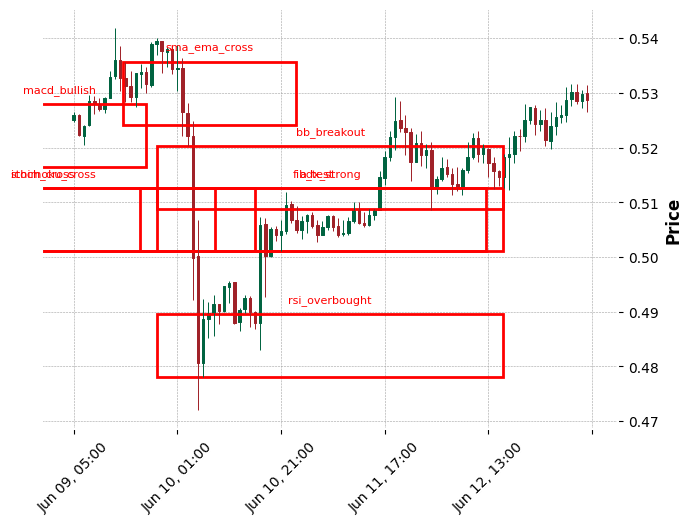 sma_ema_cross
macd_bullish
bb_breakout
rsi_overbought
0.54
0.53
0.52
0.51
0.50
0.49
0.48
0.47
Price
Jun 09, 05:00
Jun 10, 01:00
Jun 10, 21:00
Jun 11, 17:00
Jun 12, 13:00